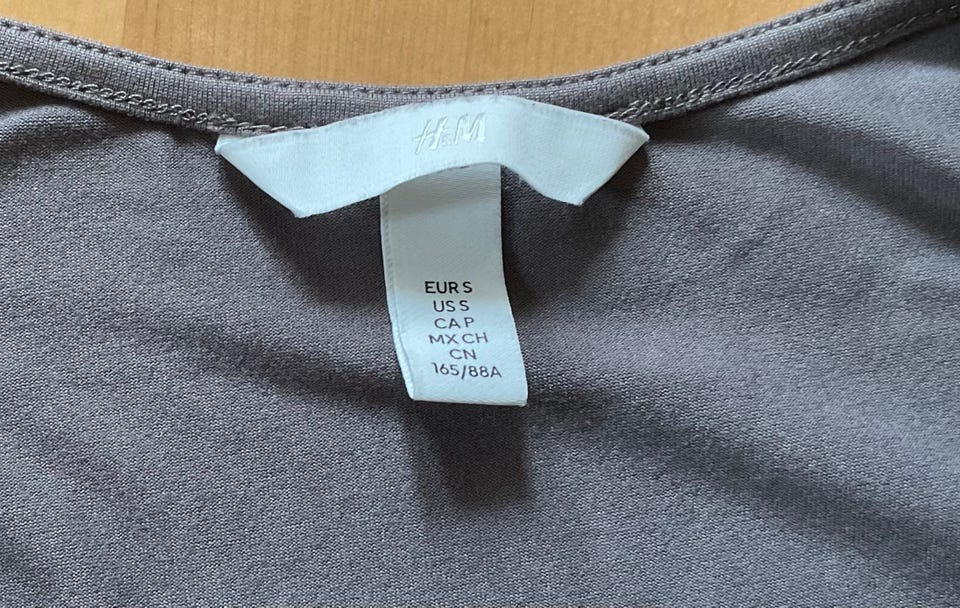 H&M
EUR S
US S
CA P
MX CH
CN
165/88A